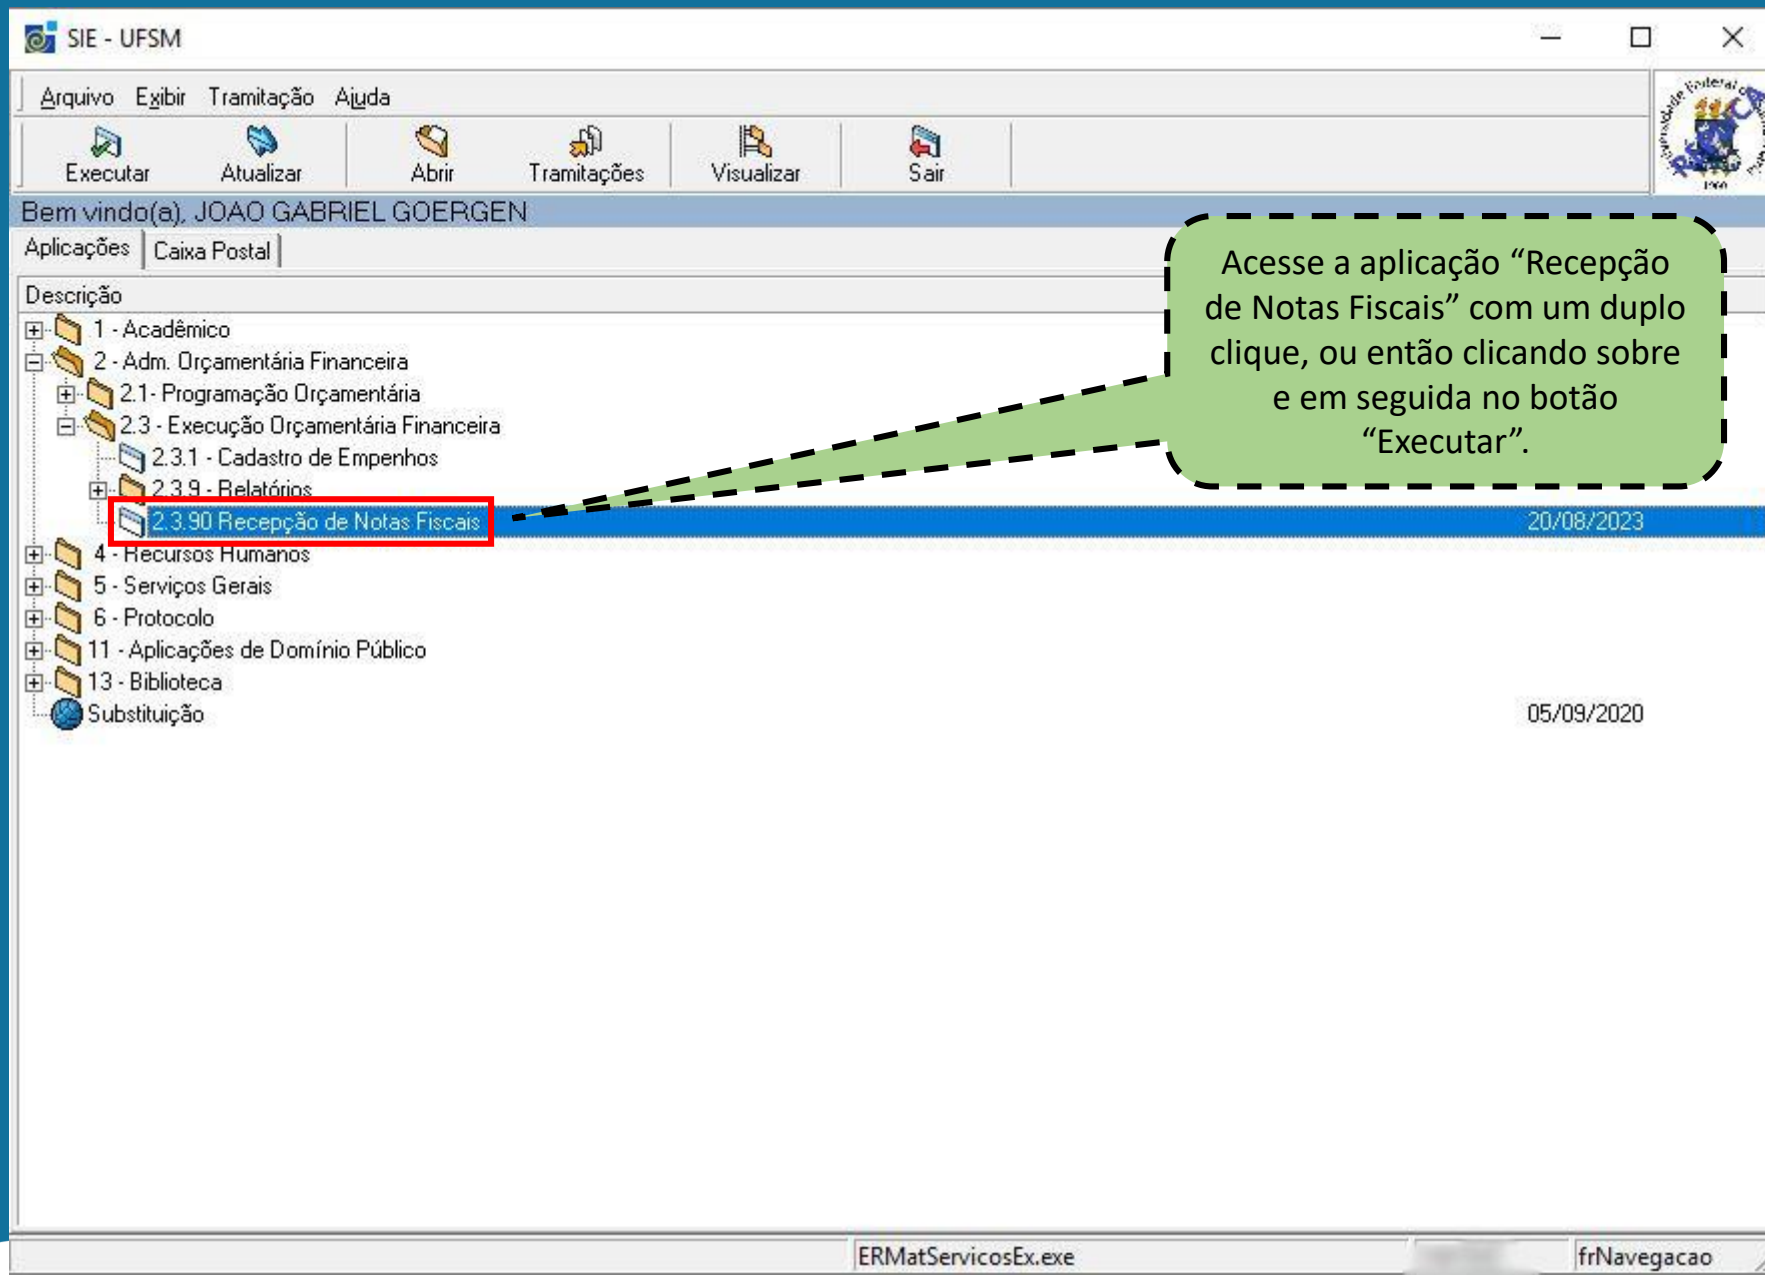 SIE - UFSM
Arquivo Exibir Tramitação Ajuda
Executar Atualizar Abrir Tramitações Visualizar Sair
Bem vindo(a), JOAO GABRIEL GOERGEN
Aplicações Caixa Postal
Descrição
1 - Acadêmico
2 - Adm. Orçamentária Financeira
2.1- Programação Orçamentária
2.3 - Execução Orçamentária Financeira
2.3.1 - Cadastro de Empenhos
2.3.9 - Relatórios
2.3.90 Recepção de Notas Fiscais 20/08/2023
4 - Recursos Humanos
5 - Serviços Gerais
6 - Protocolo
11 - Aplicações de Domínio Público
13 - Biblioteca
Substituição 05/09/2020
Acesse a aplicação “Recepção
de Notas Fiscais” com um duplo
clique, ou então clicando sobre
e em seguida no botão
“Executar”.
ERMatServicosEx.exe frNavegacao
1960